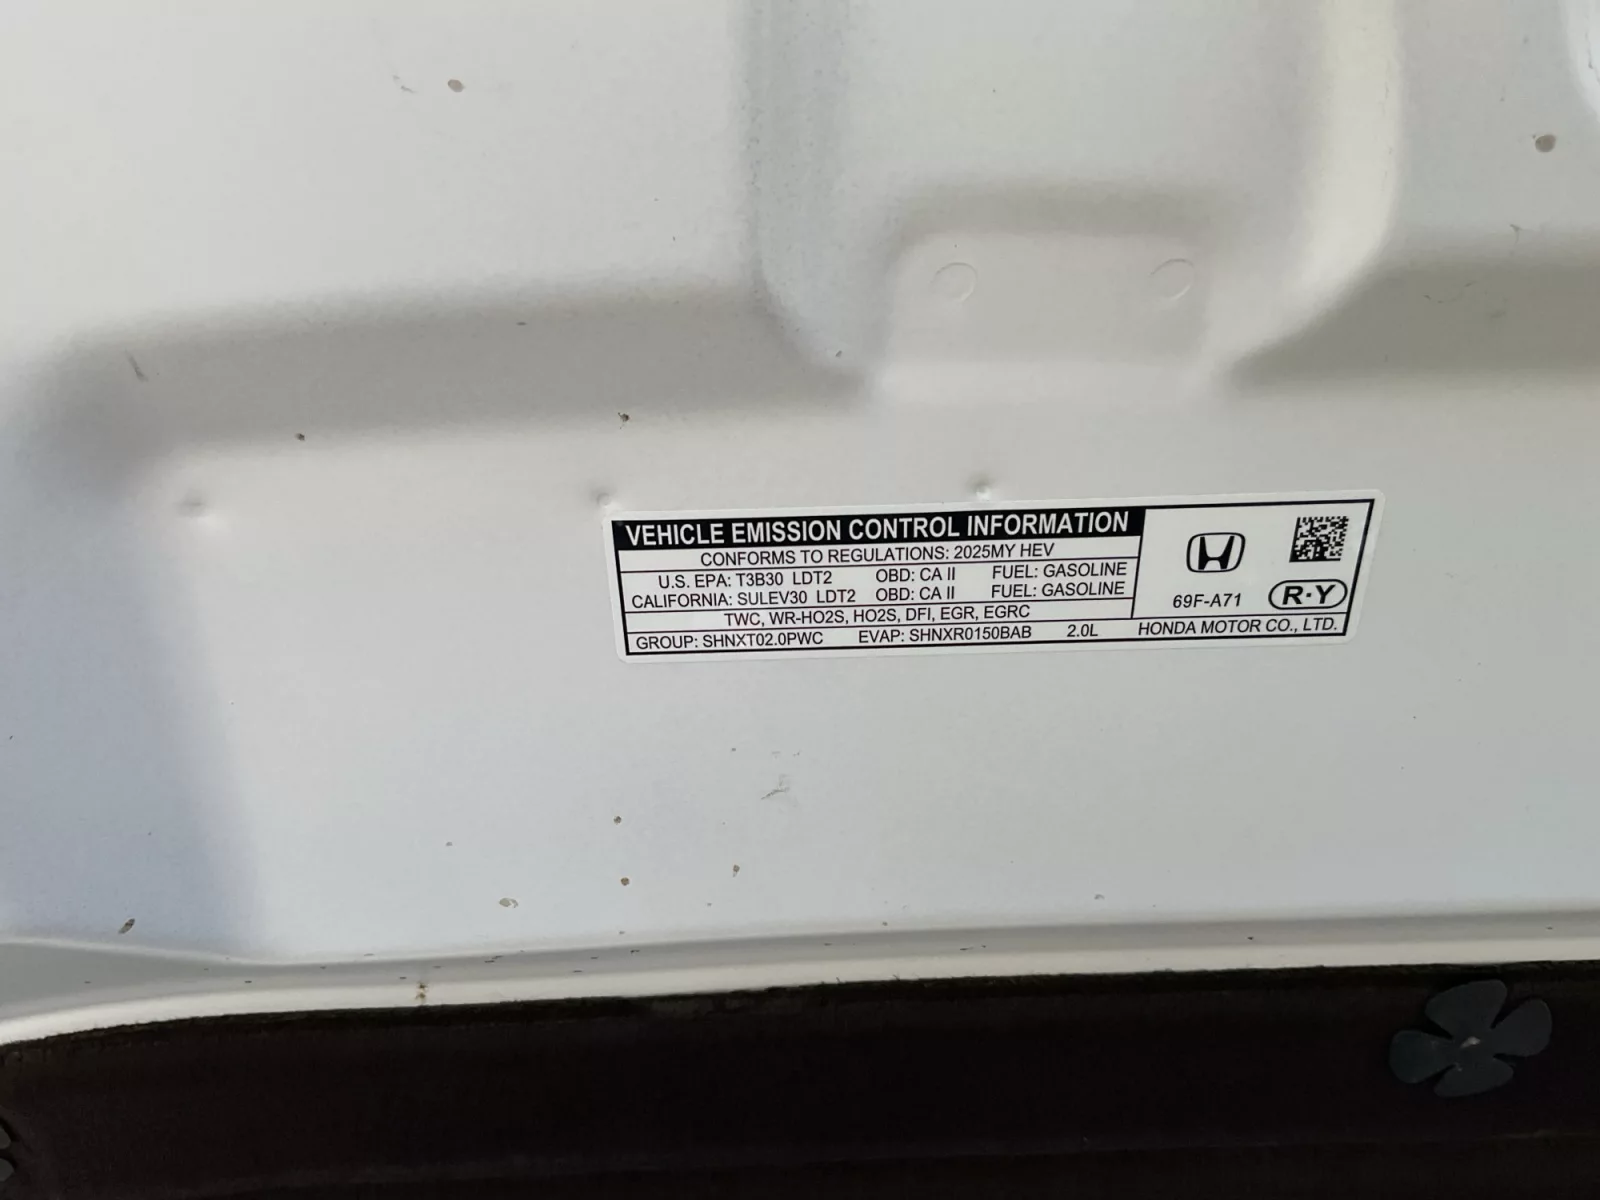 VEHICLE EMISSION CONTROL INFORMATION
CONFORMS TO REGULATIONS: 2025MY HEV
U.S. EPA: T3B30 LDT2 OBD: CA II FUEL: GASOLINE
CALIFORNIA: SULEV30 LDT2 OBD: CA II FUEL: GASOLINE
TWC, WR-HO2S, HO2S, DFI, EGR, EGRC
GROUP: SHNXT02.0PWC EVAP: SHNXR0150BAB 2.0L
69F-A71
R·Y
HONDA MOTOR CO., LTD.